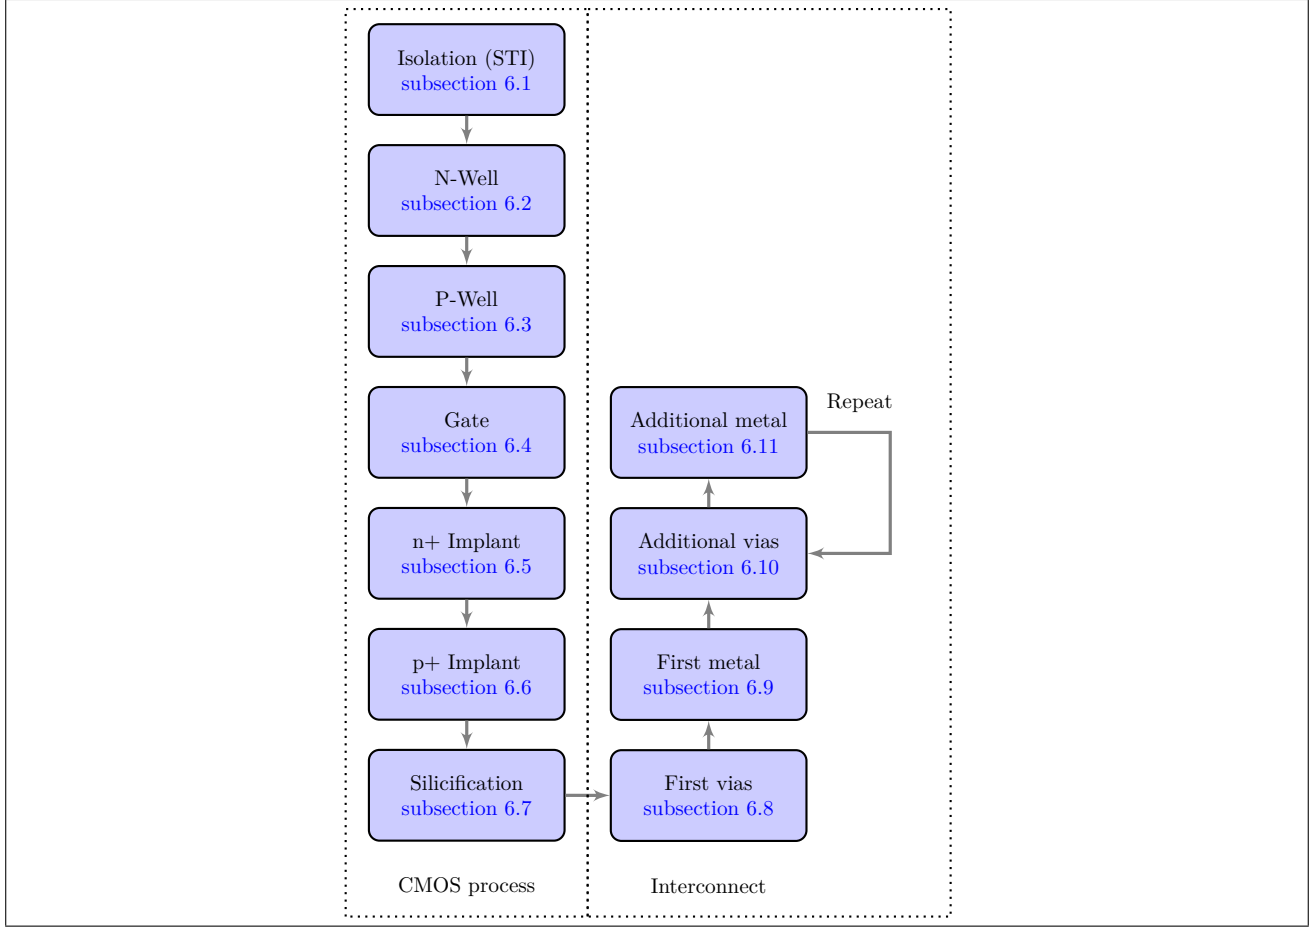 Isolation (STI)
subsection 6.1
N-Well
subsection 6.2
P-Well
subsection 6.3
Gate
subsection 6.4
n+ Implant
subsection 6.5
p+ Implant
subsection 6.6
Silicification
subsection 6.7
CMOS process
Repeat
Additional metal
subsection 6.11
Additional vias
subsection 6.10
First metal
subsection 6.9
First vias
subsection 6.8
Interconnect